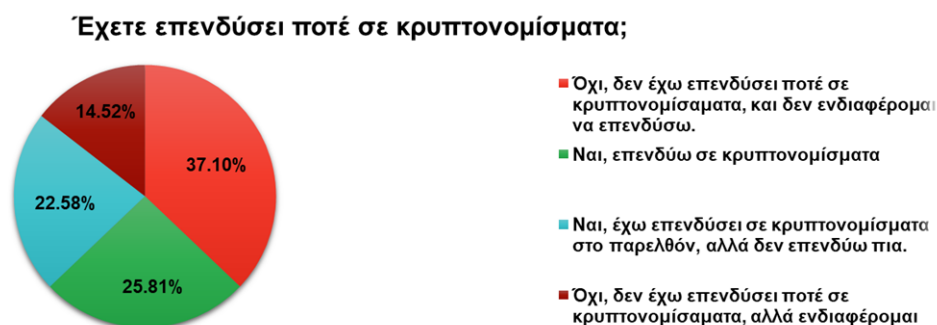 Έχετε επενδύσει ποτέ σε κρυπτονομίσματα;
14.52%
37.10%
22.58%
25.81%
Όχι, δεν έχω επενδύσει ποτέ σε
κρυπτονομίσαματα, και δεν ενδιαφέρομαι
να επενδύσω.
Ναι, επενδύω σε κρυπτονομίσματα
Ναι, έχω επενδύσει σε κρυπτονομίσματα
στο παρελθόν, αλλά δεν επενδύω πια.
Όχι, δεν έχω επενδύσει ποτέ σε
κρυπτονομίσαματα, αλλά ενδιαφέρομαι